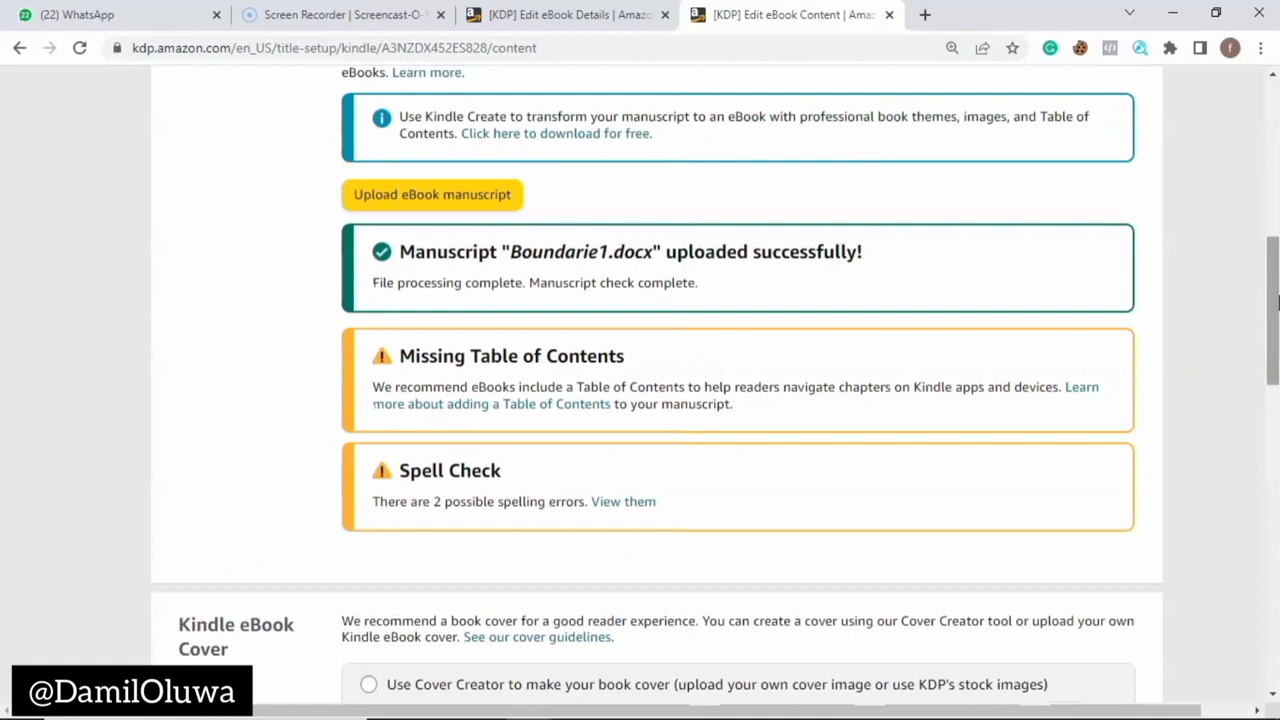 22
(22) WhatsApp
Screen Recorder | Screencast-O-
[KDP] Edit eBook Details | Amazo
[KDP] Edit eBook Content | Amaz
kdp.amazon.com/en_US/title-setup/kindle/A3NZDX452ES828/content
f
eBooks. Learn more.
Use Kindle Create to transform your manuscript to an eBook with professional book themes, images, and Table of
Contents. Click here to download for free.
Upload eBook manuscript
Manuscript "Boundarie1.docx" uploaded successfully!
File processing complete. Manuscript check complete.
Missing Table of Contents
We recommend eBooks include a Table of Contents to help readers navigate chapters on Kindle apps and devices. Learn
more about adding a Table of Contents to your manuscript.
Spell Check
There are 2 possible spelling errors. View them
Kindle eBook
Cover
We recommend a book cover for a good reader experience. You can create a cover using our Cover Creator tool or upload your own
Kindle eBook cover. See our cover guidelines.
Use Cover Creator to make your book cover (upload your own cover image or use KDP's stock images)
@DamilOluwa